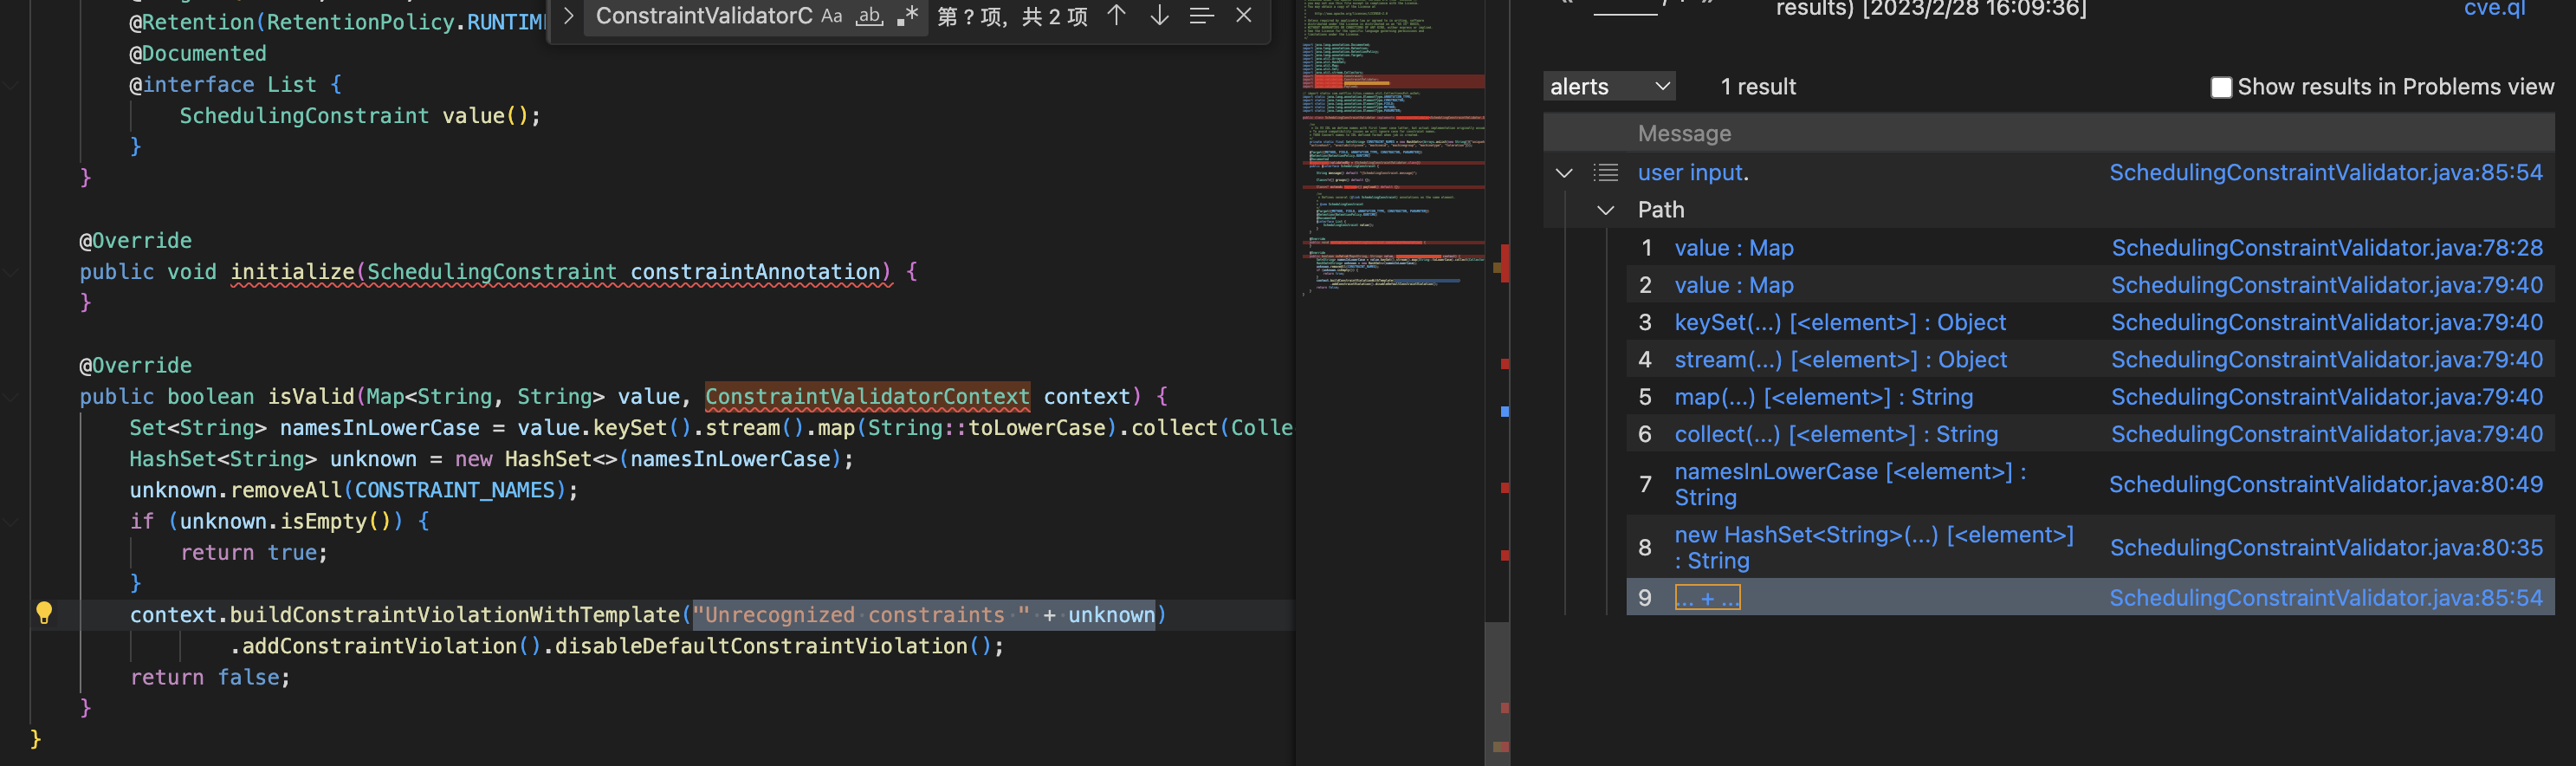 @Retention(RetentionPolicy.RUNTIM
@Documented
@interface List {
SchedulingConstraint value();
}
}
@Override
public void initialize(SchedulingConstraint constraintAnnotation) {
}
@Override
public boolean isValid(Map<String, String> value, ConstraintValidatorContext context) {
Set<String> namesInLowerCase = value.keySet().stream().map(String::toLowerCase).collect(Colle
HashSet<String> unknown = new HashSet<>(namesInLowerCase);
unknown.removeAll(CONSTRAINT_NAMES);
if (unknown.isEmpty()) {
return true;
}
context.buildConstraintViolationWithTemplate("Unrecognized constraints " + unknown)
.addConstraintViolation().disableDefaultConstraintViolation();
return false;
}
}
ConstraintValidatorC Aa ab .* 第 ? 项, 共 2 项
results) [2023/2/28 16:09:36] cve.ql
alerts 1 result Show results in Problems view
Message
user input. SchedulingConstraintValidator.java:85:54
Path
1 value : Map SchedulingConstraintValidator.java:78:28
2 value : Map SchedulingConstraintValidator.java:79:40
3 keySet(...) [<element>] : Object SchedulingConstraintValidator.java:79:40
4 stream(...) [<element>] : Object SchedulingConstraintValidator.java:79:40
5 map(...) [<element>] : String SchedulingConstraintValidator.java:79:40
6 collect(...) [<element>] : String SchedulingConstraintValidator.java:79:40
7 namesInLowerCase [<element>] : SchedulingConstraintValidator.java:80:49
String
8 new HashSet<String>(...) [<element>] SchedulingConstraintValidator.java:80:35
: String
9 ... + ... SchedulingConstraintValidator.java:85:54